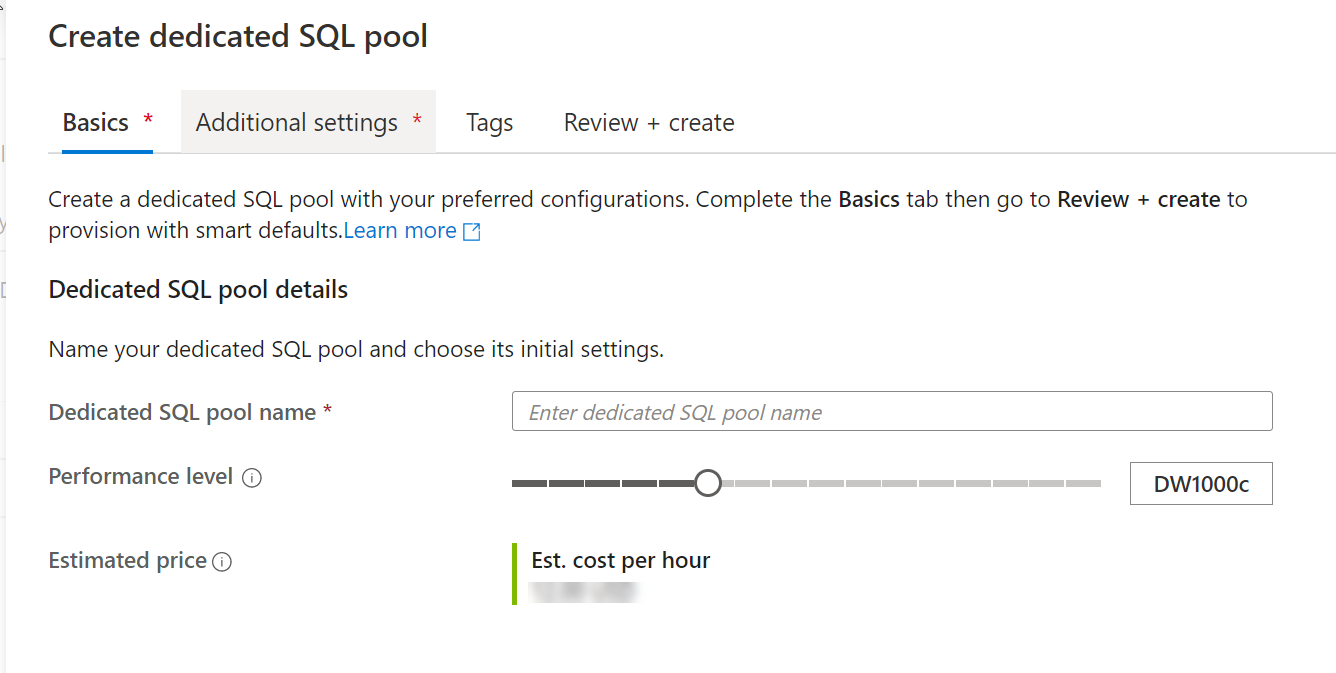 Create dedicated SQL pool
Basics * Additional settings * Tags Review + create
Create a dedicated SQL pool with your preferred configurations. Complete the Basics tab then go to Review + create to
provision with smart defaults.Learn more
Dedicated SQL pool details
Name your dedicated SQL pool and choose its initial settings.
Dedicated SQL pool name * Enter dedicated SQL pool name
Performance level DW1000c
Estimated price Est. cost per hour